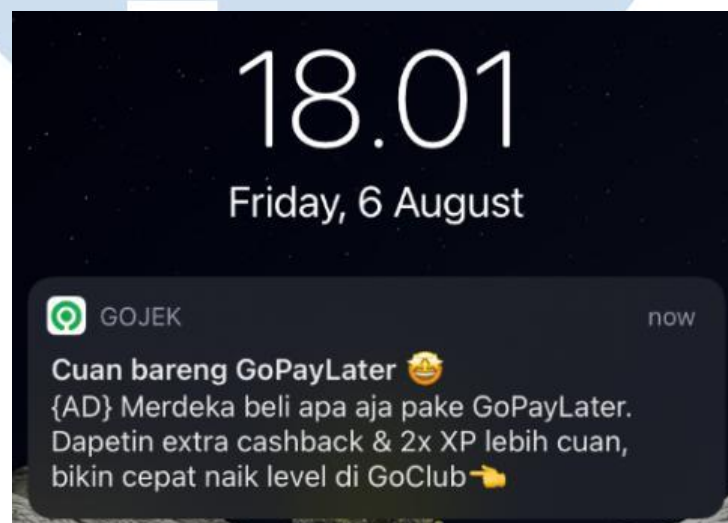 18.01
Friday, 6 August
GOJEK now
Cuan bareng GoPayLater 🤩
{AD} Merdeka beli apa aja pake GoPayLater.
Dapetin extra cashback & 2x XP lebih cuan,
bikin cepat naik level di GoClub👈